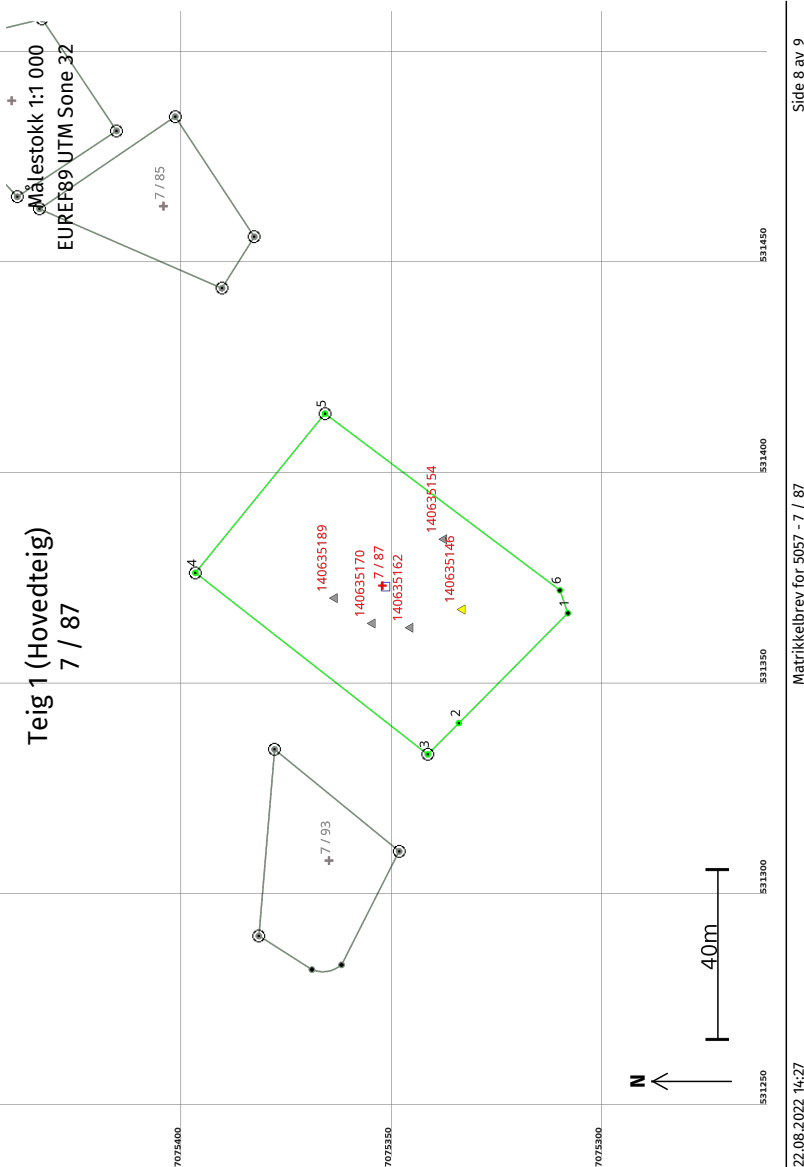 Teig 1 (Hovedteig)
7 / 87
Målestokk 1:1 000
EUREF89 UTM Sone 32
7 / 85
7 / 93
4
5
3
2
1
6
140635189
140635170
7 / 87
140635162
140635154
140635146
40m
N
7075400
7075350
7075300
531250
531300
531350
531400
531450
22.08.2022 14:27
Matrikkelbrev for 5057 - 7 / 87
Side 8 av 9